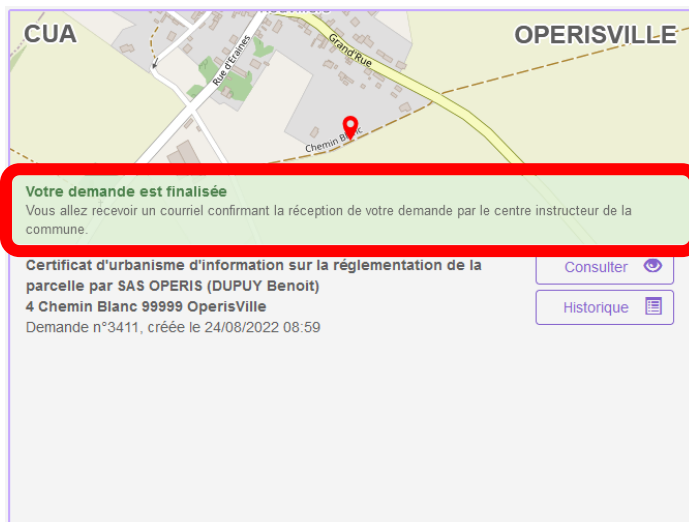 CUA
OPERISVILLE
Rue d'Eraines
Grand Rue
Chemin Blanc
Votre demande est finalisée
Vous allez recevoir un courriel confirmant la réception de votre demande par le centre instructeur de la
commune.
Certificat d'urbanisme d'information sur la réglementation de la
parcelle par SAS OPERIS (DUPUY Benoit)
4 Chemin Blanc 99999 OperisVille
Demande n°3411, créée le 24/08/2022 08:59
Consulter
Historique